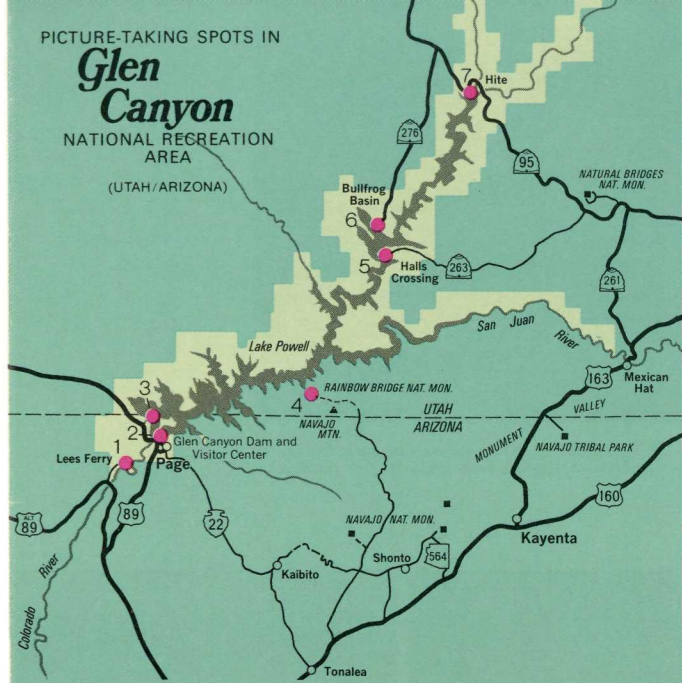 PICTURE-TAKING SPOTS IN
Glen
Canyon
NATIONAL RECREATION
AREA
(UTAH/ARIZONA)
7
Hite
276
95
NATURAL BRIDGES
NAT. MON.
Bullfrog
Basin
6
5
Halls
Crossing
263
261
San Juan
River
Lake Powell
163
Mexican
Hat
3
4
RAINBOW BRIDGE NAT. MON.
NAVAJO
MTN.
UTAH
ARIZONA
MONUMENT
VALLEY
NAVAJO TRIBAL PARK
2
Glen Canyon Dam and
Visitor Center
1
Lees Ferry
Page
ALT
89
89
22
160
NAVAJO NAT. MON.
Kayenta
Shonto
564
Kaibito
Colorado
River
Tonalea